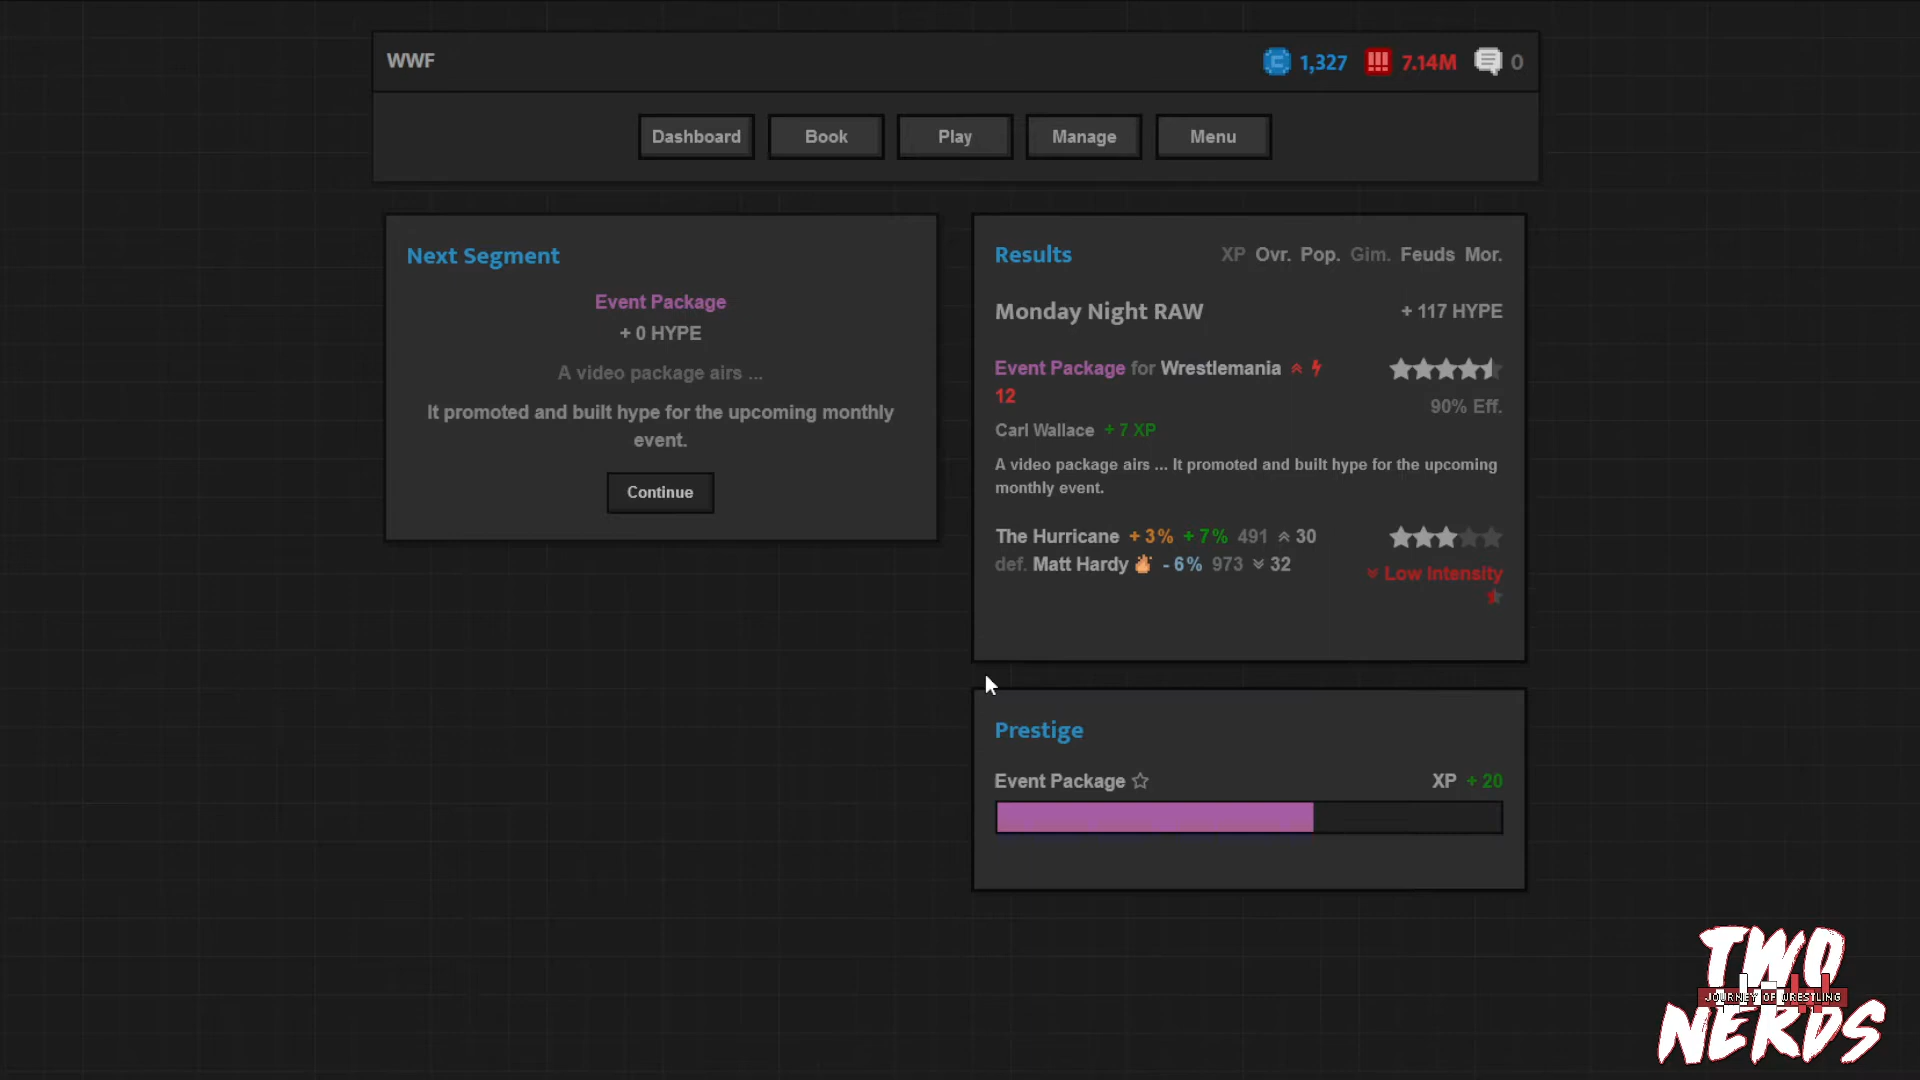 WWF
1,327
7.14M
0
Dashboard
Book
Play
Manage
Menu
Next Segment
Event Package
+ 0 HYPE
A video package airs ...
It promoted and built hype for the upcoming monthly
event.
Continue
Results
XP Ovr. Pop. Gim. Feuds Mor.
Monday Night RAW
+ 117 HYPE
Event Package for Wrestlemania
12
90% Eff.
Carl Wallace + 7 XP
A video package airs ... It promoted and built hype for the upcoming
monthly event.
The Hurricane + 3% + 7% 491 30
def. Matt Hardy - 6% 973 32
Low Intensity
Prestige
Event Package
XP + 20
TWO
JOURNEY OF WRESTLING
NERDS